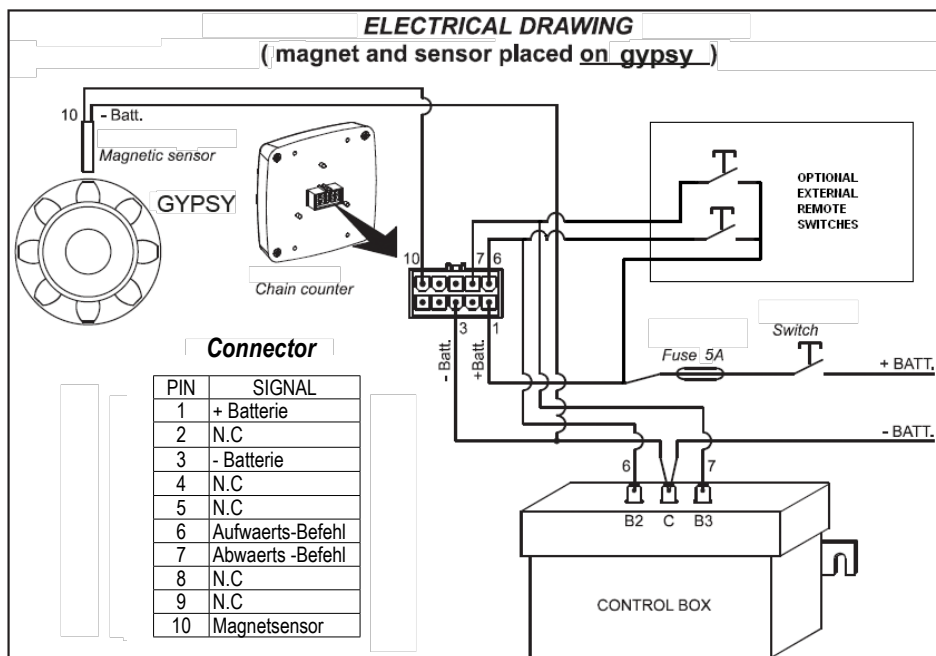 ELECTRICAL DRAWING
( magnet and sensor placed on gypsy )
10
- Batt.
Magnetic sensor
GYPSY
Chain counter
OPTIONAL
EXTERNAL
REMOTE
SWITCHES
10
7
6
3
1
- Batt.
+Batt.
Switch
Fuse 5A
+ BATT.
- BATT.
Connector
PIN SIGNAL
1 + Batterie
2 N.C
3 - Batterie
4 N.C
5 N.C
6 Aufwaerts-Befehl
7 Abwaerts -Befehl
8 N.C
9 N.C
10 Magnetsensor
6
7
B2 C B3
CONTROL BOX